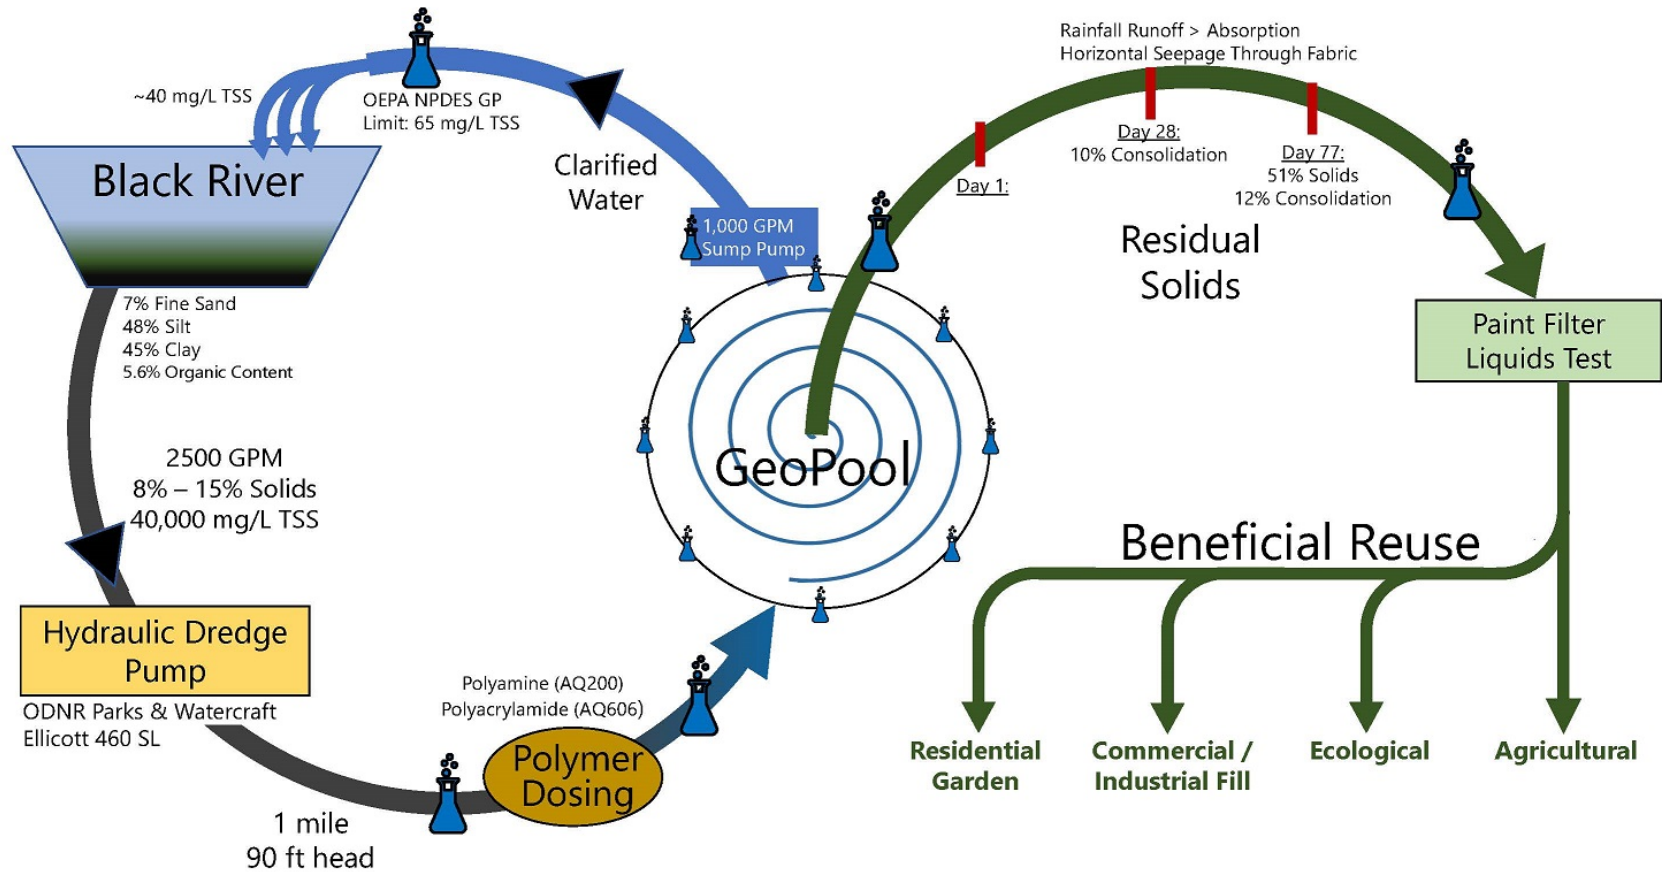 Rainfall Runoff > Absorption
Horizontal Seepage Through Fabric
~40 mg/L TSS
OEPA NPDES GP
Limit: 65 mg/L TSS
Day 28:
10% Consolidation
Day 77:
51% Solids
12% Consolidation
Day 1:
Clarified
Water
Black River
1,000 GPM
Sump Pump
Residual
Solids
7% Fine Sand
48% Silt
45% Clay
5.6% Organic Content
Paint Filter
Liquids Test
2500 GPM
8% – 15% Solids
40,000 mg/L TSS
GeoPool
Beneficial Reuse
Hydraulic Dredge
Pump
ODNR Parks & Watercraft
Ellicott 460 SL
Polyamine (AQ200)
Polyacrylamide (AQ606)
Polymer
Dosing
1 mile
90 ft head
Residential
Garden
Commercial /
Industrial Fill
Ecological
Agricultural